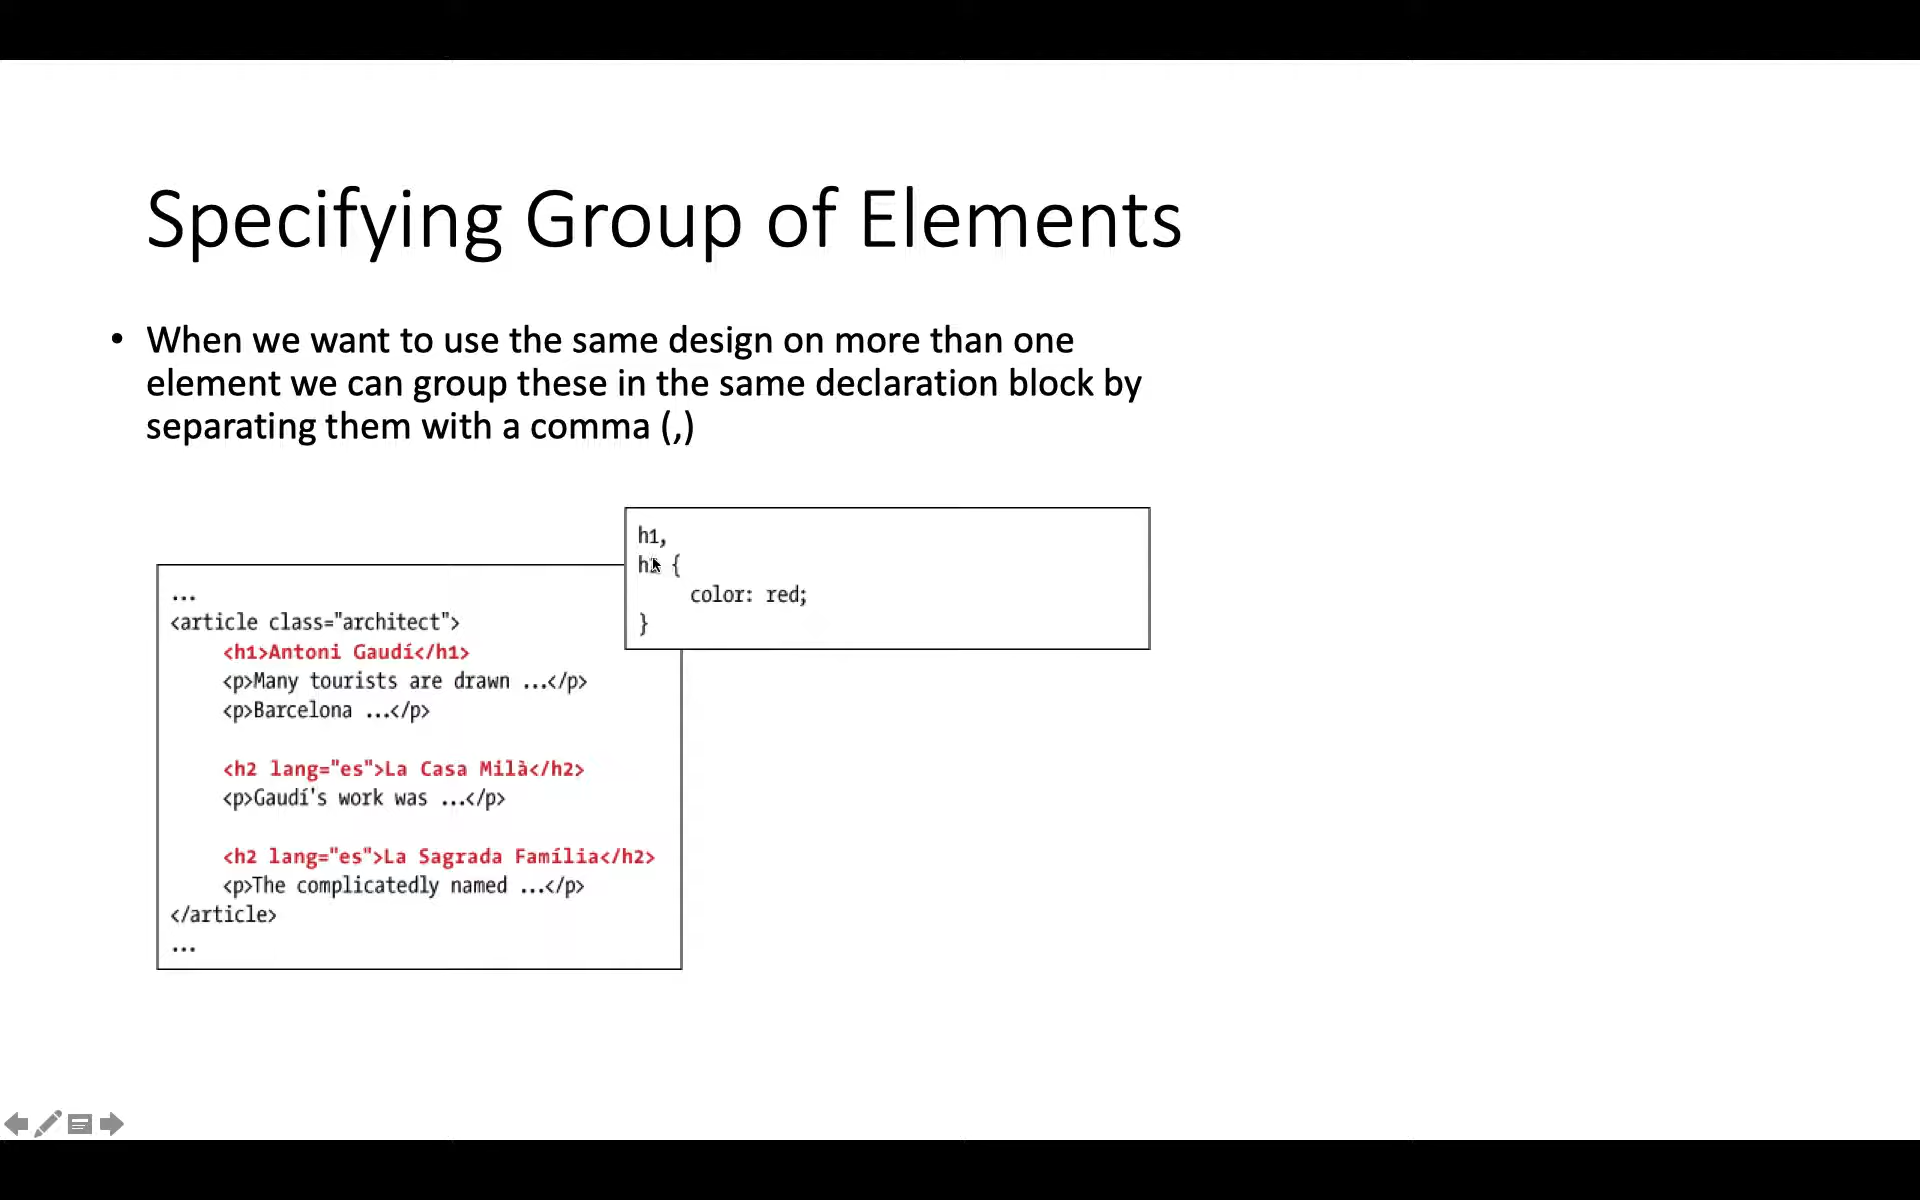 Specifying Group of Elements
• When we want to use the same design on more than one
element we can group these in the same declaration block by
separating them with a comma (,)
h1,
{
color: red;
}
...
<article class="architect">
<h1>Antoni Gaudí</h1>
<p>Many tourists are drawn ...</p>
<p>Barcelona ...</p>
<h2 lang="es">La Casa Milà</h2>
<p>Gaudí's work was ...</p>
<h2 lang="es">La Sagrada Família</h2>
<p>The complicatedly named ...</p>
</article>
...